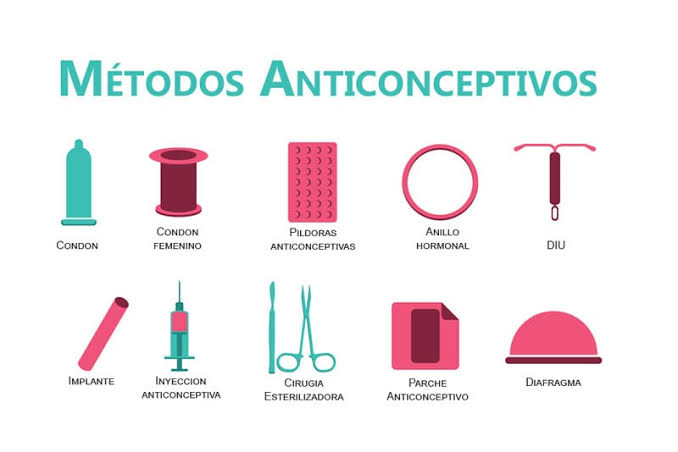 Métodos Anticonceptivos
Condon
Condon
femenino
Pildoras
anticonceptivas
Anillo
hormonal
DIU
Implante
Inyeccion
anticonceptiva
Cirugia
Esterilizadora
Parche
Anticonceptivo
Diafragma